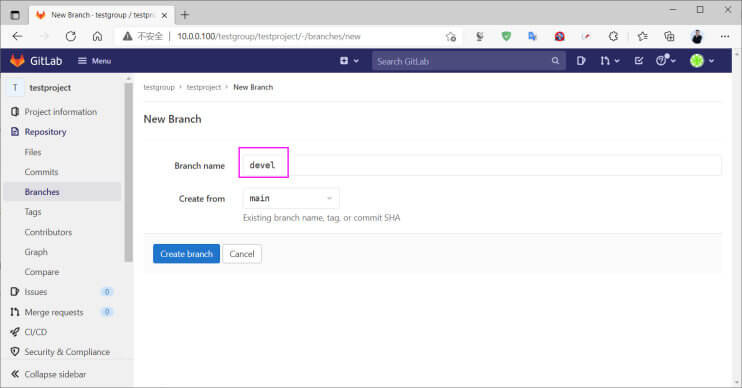 New Branch · testgroup / testpro
不安全 | 10.0.0.100/testgroup/testproject/-/branches/new
GitLab Menu Search GitLab
T testproject
testgroup › testproject › New Branch
Project information
New Branch
Repository
Files
Branch name devel
Commits
Branches
Create from main
Tags
Existing branch name, tag, or commit SHA
Contributors
Graph
Create branch Cancel
Compare
Issues 0
Merge requests 0
CI/CD
Security & Compliance
Collapse sidebar